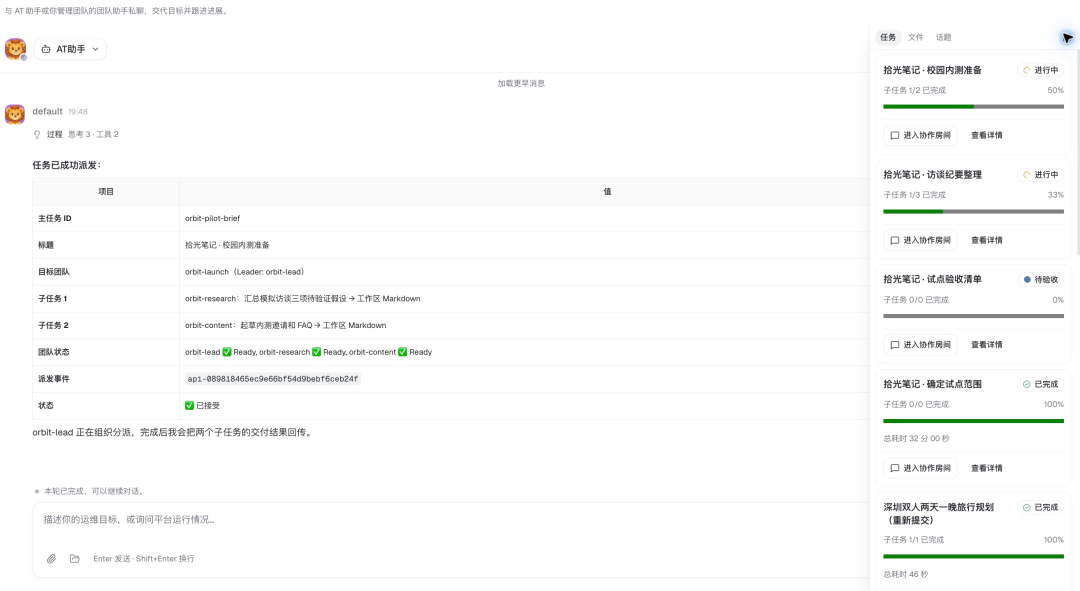 与 AT 助手或你管理团队的团队助手私聊，交代目标并跟进进展。
AT助手
加载更早消息
default 19:48
过程 思考 3 · 工具 2
任务已成功派发：
项目 值
主任务 ID orbit-pilot-brief
标题 拾光笔记 · 校园内测准备
目标团队 orbit-launch（Leader: orbit-lead）
子任务 1 orbit-research：汇总模拟访谈三项待验证假设 → 工作区 Markdown
子任务 2 orbit-content：起草内测邀请和 FAQ → 工作区 Markdown
团队状态 orbit-lead ✅ Ready, orbit-research ✅ Ready, orbit-content ✅ Ready
派发事件 api-089818465ec9e66bf54d9bebf6ceb24f
状态 ✅ 已接受
orbit-lead 正在组织分派，完成后我会把两个子任务的交付结果回传。
本轮已完成，可以继续对话。
描述你的运维目标，或询问平台运行情况...
Enter 发送 · Shift+Enter 换行
任务 文件 话题
拾光笔记 · 校园内测准备 进行中
子任务 1/2 已完成 50%
进入协作房间 查看详情
拾光笔记 · 访谈纪要整理 进行中
子任务 1/3 已完成 33%
进入协作房间 查看详情
拾光笔记 · 试点验收清单 待验收
子任务 0/0 已完成 0%
进入协作房间 查看详情
拾光笔记 · 确定试点范围 已完成
子任务 0/0 已完成 100%
总耗时 32 分 00 秒
进入协作房间 查看详情
深圳双人两天一晚旅行规划 已完成
（重新提交）
子任务 1/1 已完成 100%
总耗时 46 秒